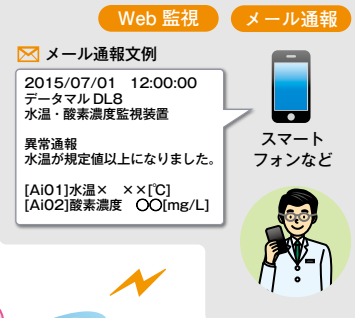 Web 監視
メール通報
メール通報文例
2015/07/01 12:00:00
データマル DL8
水温・酸素濃度監視装置
異常通報
水温が規定値以上になりました。
[Ai01]水温× ××[℃]
[Ai02]酸素濃度 〇〇[mg/L]
スマート
フォンなど